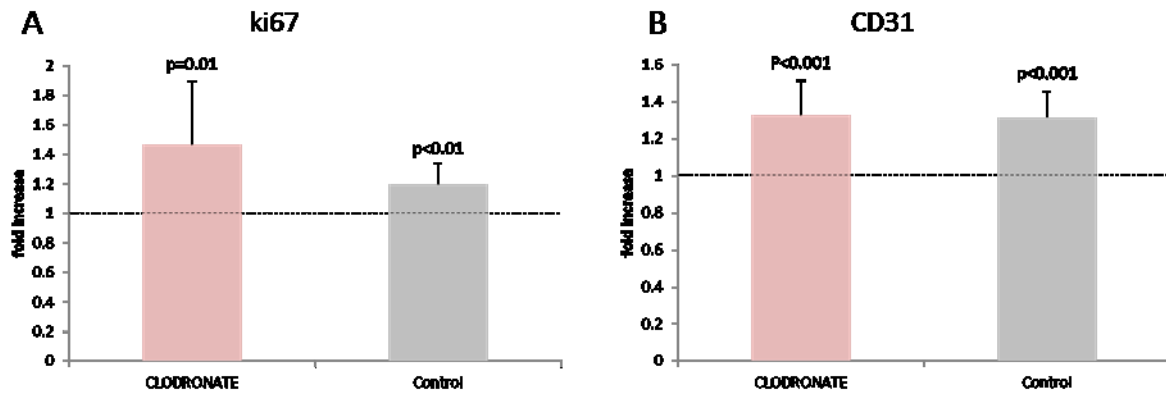 A
ki67
p=0.01
p<0.01
2
1.8
1.6
1.4
1.2
1
0.8
0.6
0.4
0.2
0
fold increase
CLODRONATE
Control
B
CD31
P<0.001
p<0.001
1.6
1.4
1.2
1
0.8
0.6
0.4
0.2
0
fold increase
CLODRONATE
Control